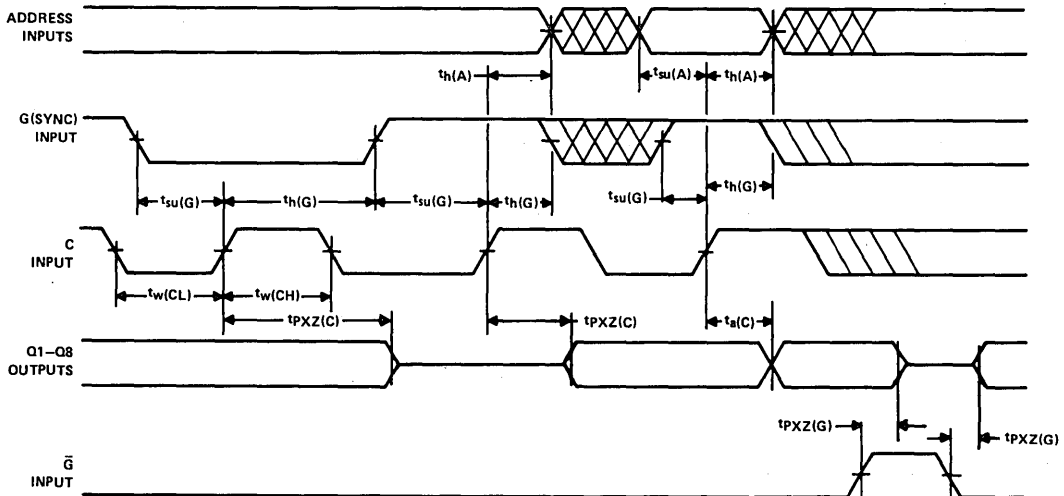 ADDRESS
INPUTS
th(A)
tsu(A)
th(A)
G(SYNC)
INPUT
tsu(G)
th(G)
tsu(G)
th(G)
tsu(G)
th(G)
C
INPUT
tw(CL)
tw(CH)
tPXZ(C)
tPXZ(C)
ta(C)
Q1–Q8
OUTPUTS
tPXZ(G)
tPXZ(G)
G̅
INPUT